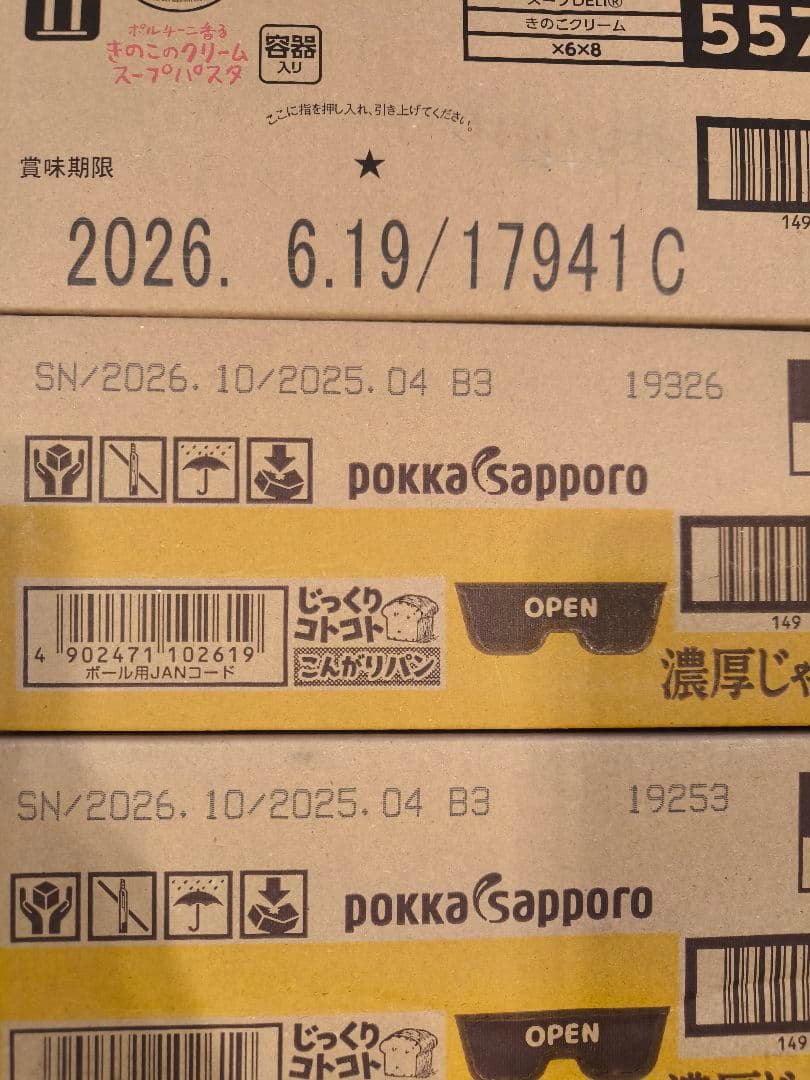 ポルチーニ香る
きのこのクリーム
スープパスタ
容器
入り
スープDELI®
きのこクリーム
×6×8
557
ここに指を押し入れ、引き上げてください。
賞味期限
★
149
2026. 6.19/17941C
SN/2026.10/2025.04 B3
19326
pokka sapporo
4 902471 102619
ボール用JANコード
じっくり
コトコト
こんがりパン
OPEN
149
濃厚じゃ
SN/2026.10/2025.04 B3
19253
pokka sapporo
じっくり
コトコト
OPEN
149